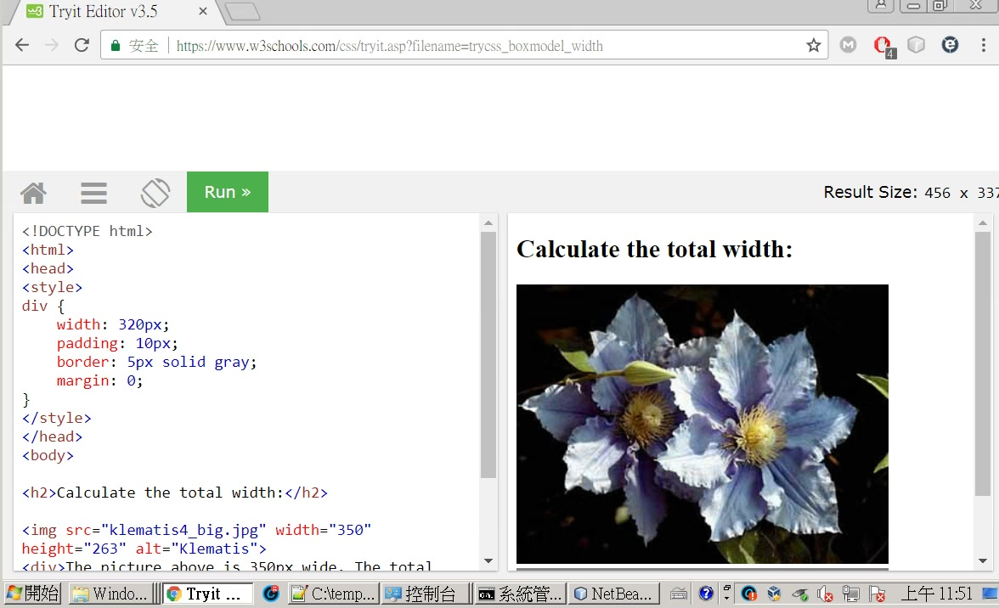 Tryit Editor v3.5
安全 https://www.w3schools.com/css/tryit.asp?filename=trycss_boxmodel_width
4
Run »
Result Size: 456 x 337
<!DOCTYPE html>
<html>
<head>
<style>
div {
    width: 320px;
    padding: 10px;
    border: 5px solid gray;
    margin: 0;
}
</style>
</head>
<body>
<h2>Calculate the total width:</h2>
<img src="klematis4_big.jpg" width="350"
height="263" alt="Klematis">
<div>The picture above is 350px wide. The total
Calculate the total width:
開始 Windo... Tryit ... C:\temp... 控制台 系統管... NetBea... 上午 11:51